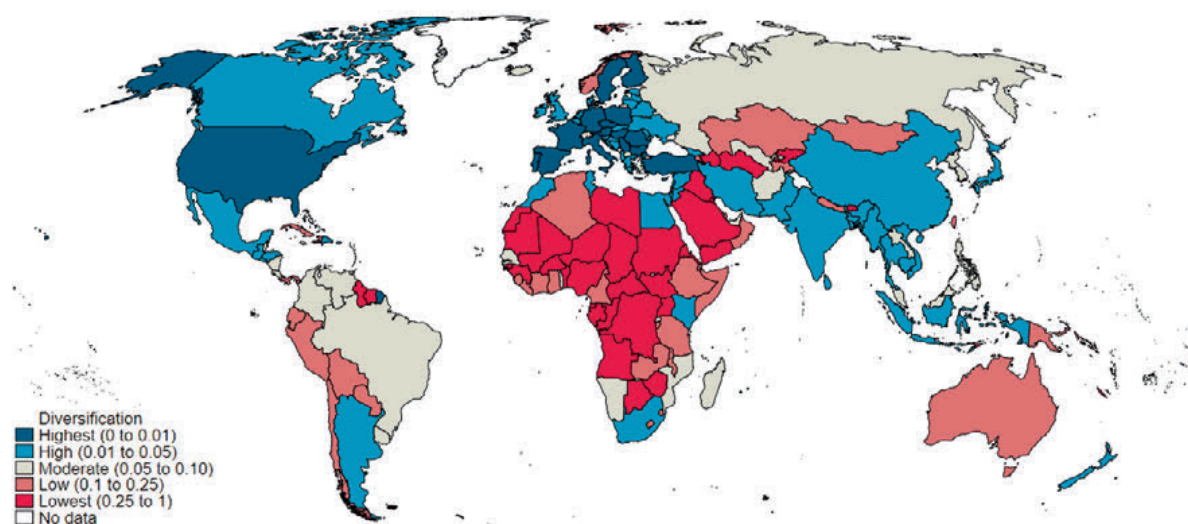 Diversification
Highest (0 to 0.01)
High (0.01 to 0.05)
Moderate (0.05 to 0.10)
Low (0.1 to 0.25)
Lowest (0.25 to 1)
No data